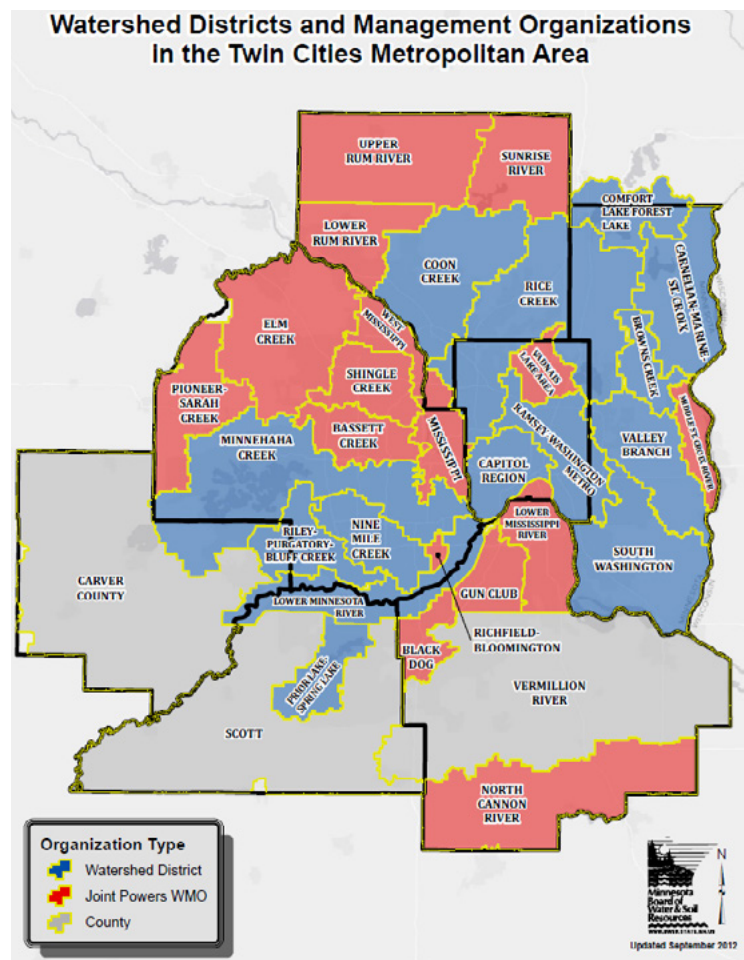 Watershed Districts and Management Organizations
in the Twin Cities Metropolitan Area
UPPER
RUM RIVER
SUNRISE
RIVER
COMFORT
LAKE FOREST
LAKE
LOWER
RUM RIVER
COON
CREEK
RICE
CREEK
CARNELIAN-MARINE-
ST. CROIX
WEST
MISSISSIPPI
ELM
CREEK
BROWNS CREEK
VADNAIS
LAKE AREA
SHINGLE
CREEK
PIONEER-
SARAH
CREEK
MIDDLE ST. CROIX RIVER
BASSETT
CREEK
MISSISSIPPI
RAMSEY-WASHINGTON
METRO
MINNEHAHA
CREEK
VALLEY
BRANCH
CAPITOL
REGION
LOWER
MISSISSIPPI
RIVER
NINE
MILE
CREEK
RILEY-
PURGATORY-
BLUFF CREEK
SOUTH
WASHINGTON
CARVER
COUNTY
GUN CLUB
LOWER MINNESOTA
RIVER
RICHFIELD-
BLOOMINGTON
BLACK
DOG
PRIOR LAKE-
SPRING LAKE
VERMILLION
RIVER
SCOTT
NORTH
CANNON
RIVER
Organization Type
Watershed District
Joint Powers WMO
County
N
Minnesota
Board of
Water & Soil
Resources
Updated September 2012